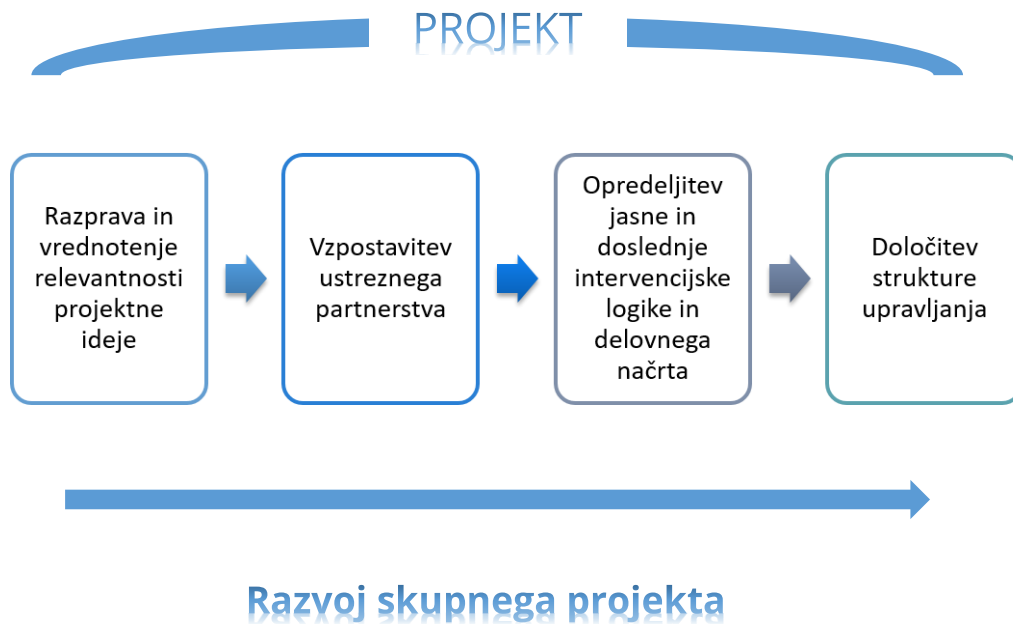 PROJEKT
Razprava in
vrednotenje
relevantnosti
projektne
ideje
Vzpostavitev
ustreznega
partnerstva
Opredeljitev
jasne in
doslednje
intervencijske
logike in
delovnega
načrta
Določitev
strukture
upravljanja
Razvoj skupnega projekta